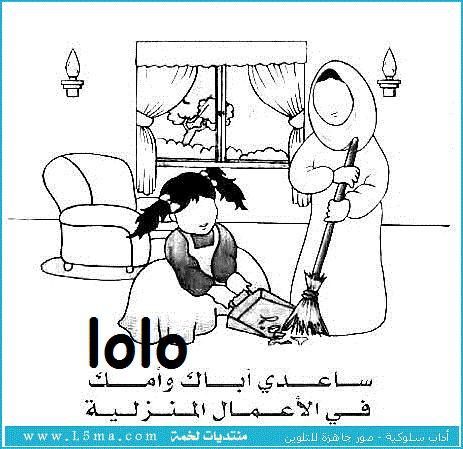 lolo
ساعدي أباك وأمك
في الأعمال المنزلية
آداب سلوكية - صور جاهزة للتلوين منتديات لخمة www.L5ma.com